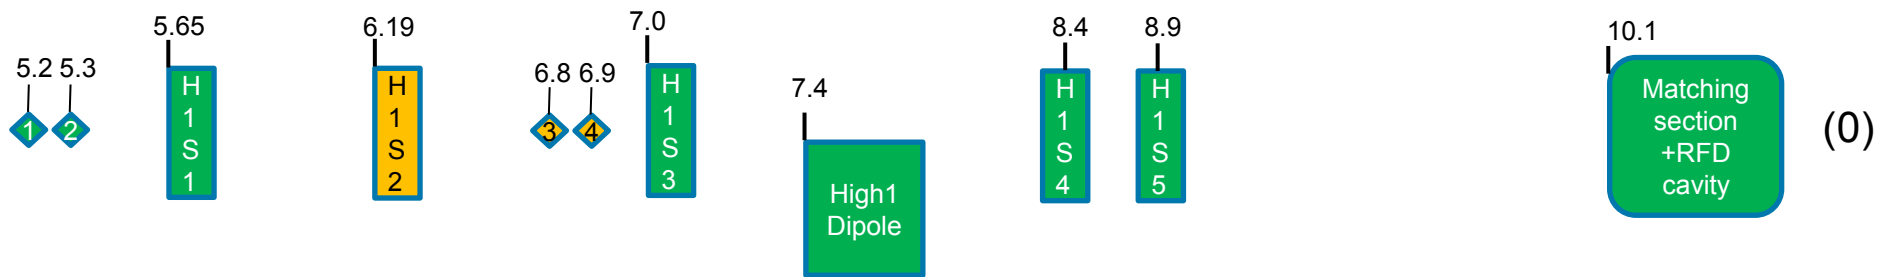 5.2 5.3
1 2
5.65
H
1
S
1
6.19
H
1
S
2
6.8 6.9
3 4
7.0
H
1
S
3
7.4
High1
Dipole
8.4
H
1
S
4
8.9
H
1
S
5
10.1
Matching
section
+RFD
cavity
(0)